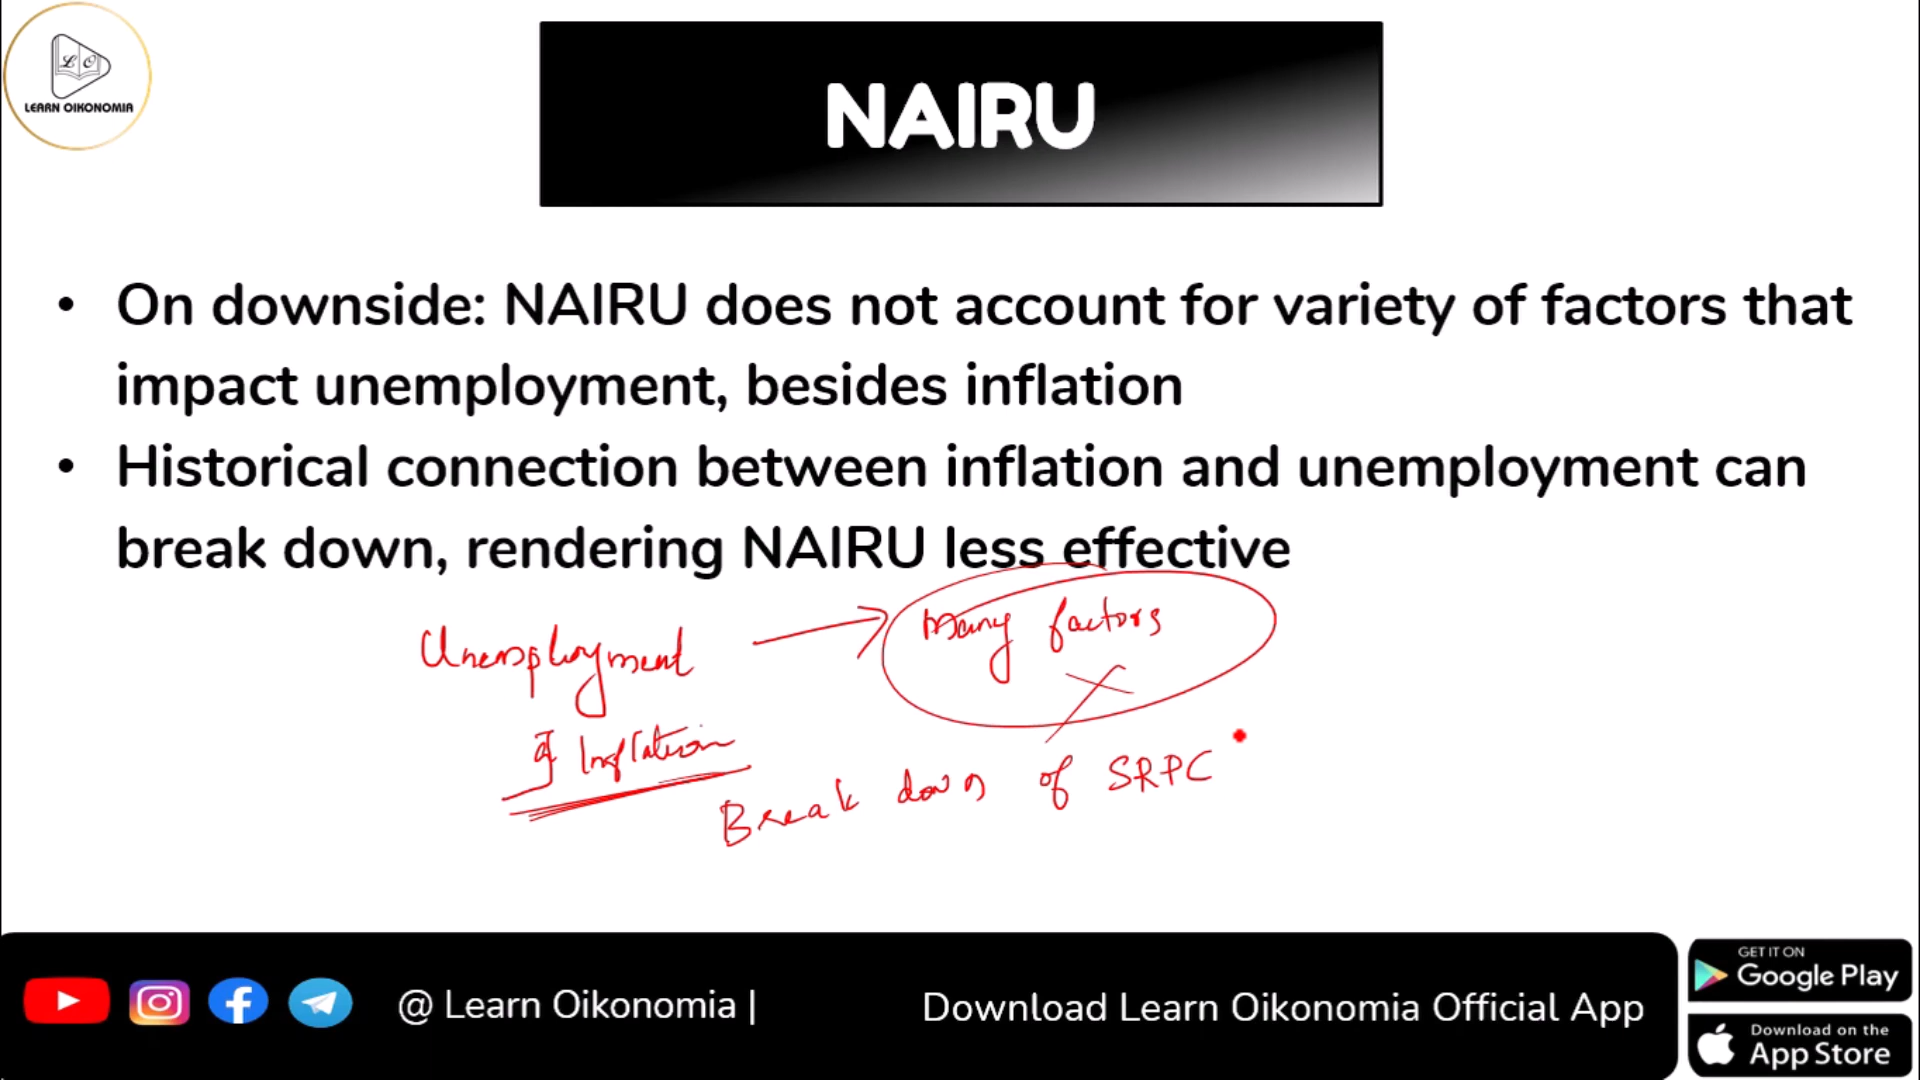 LO
LEARN OIKONOMIA
NAIRU
• On downside: NAIRU does not account for variety of factors that
impact unemployment, besides inflation
• Historical connection between inflation and unemployment can
break down, rendering NAIRU less effective
Unemployment → Many factors
Inflation
Break down of SRPC
@ Learn Oikonomia |
Download Learn Oikonomia Official App
GET IT ON
Google Play
Download on the
App Store